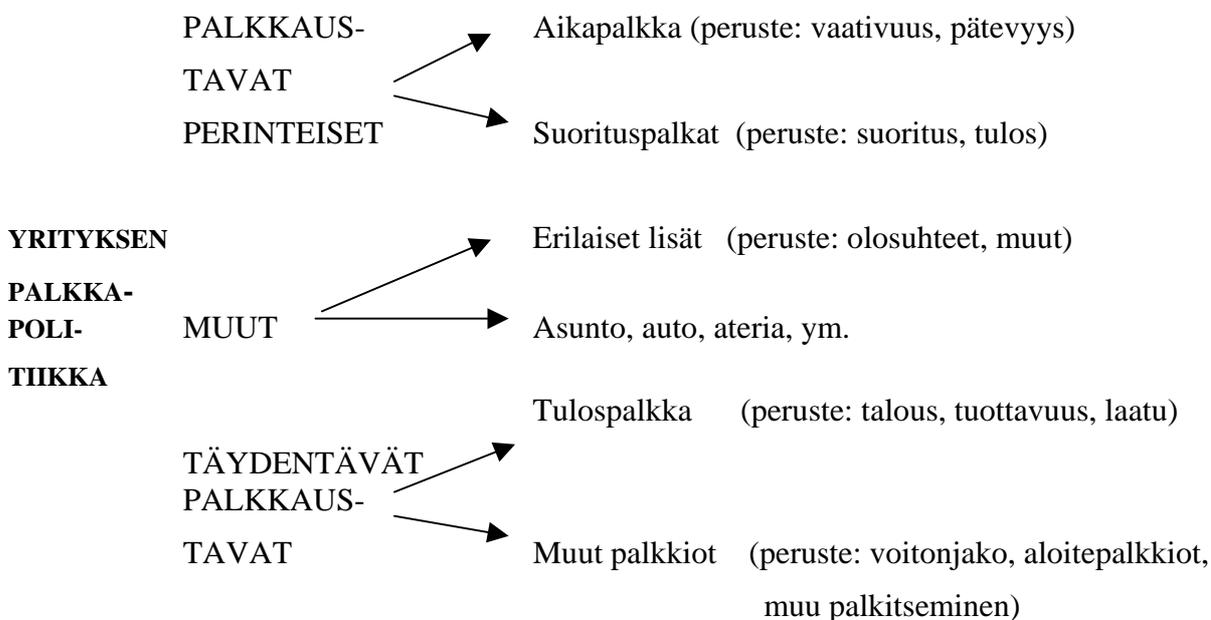 PALKKAUS- Aikapalkka (peruste: vaativuus, pätevyys)
TAVAT
PERINTEISET Suorituspalkat (peruste: suoritus, tulos)
YRITYKSEN Erilaiset lisät (peruste: olosuhteet, muut)
PALKKA-
POLI- MUUT Asunto, auto, ateria, ym.
TIIKKA
Tulospalkka (peruste: talous, tuottavuus, laatu)
TÄYDENTÄVÄT
PALKKAUS-
TAVAT Muut palkkiot (peruste: voitonjako, aloitepalkkiot,
muu palkitseminen)